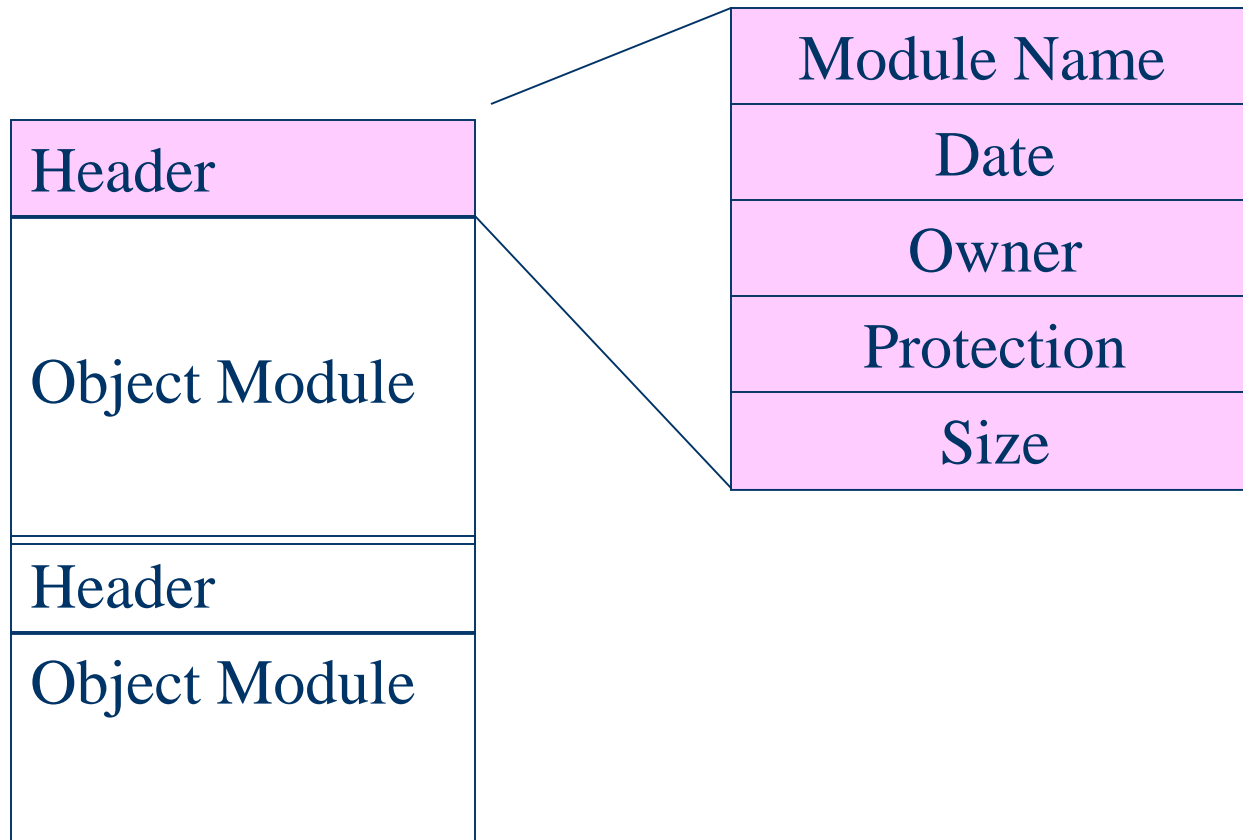 Header
Object Module
Header
Object Module
Module Name
Date
Owner
Protection
Size